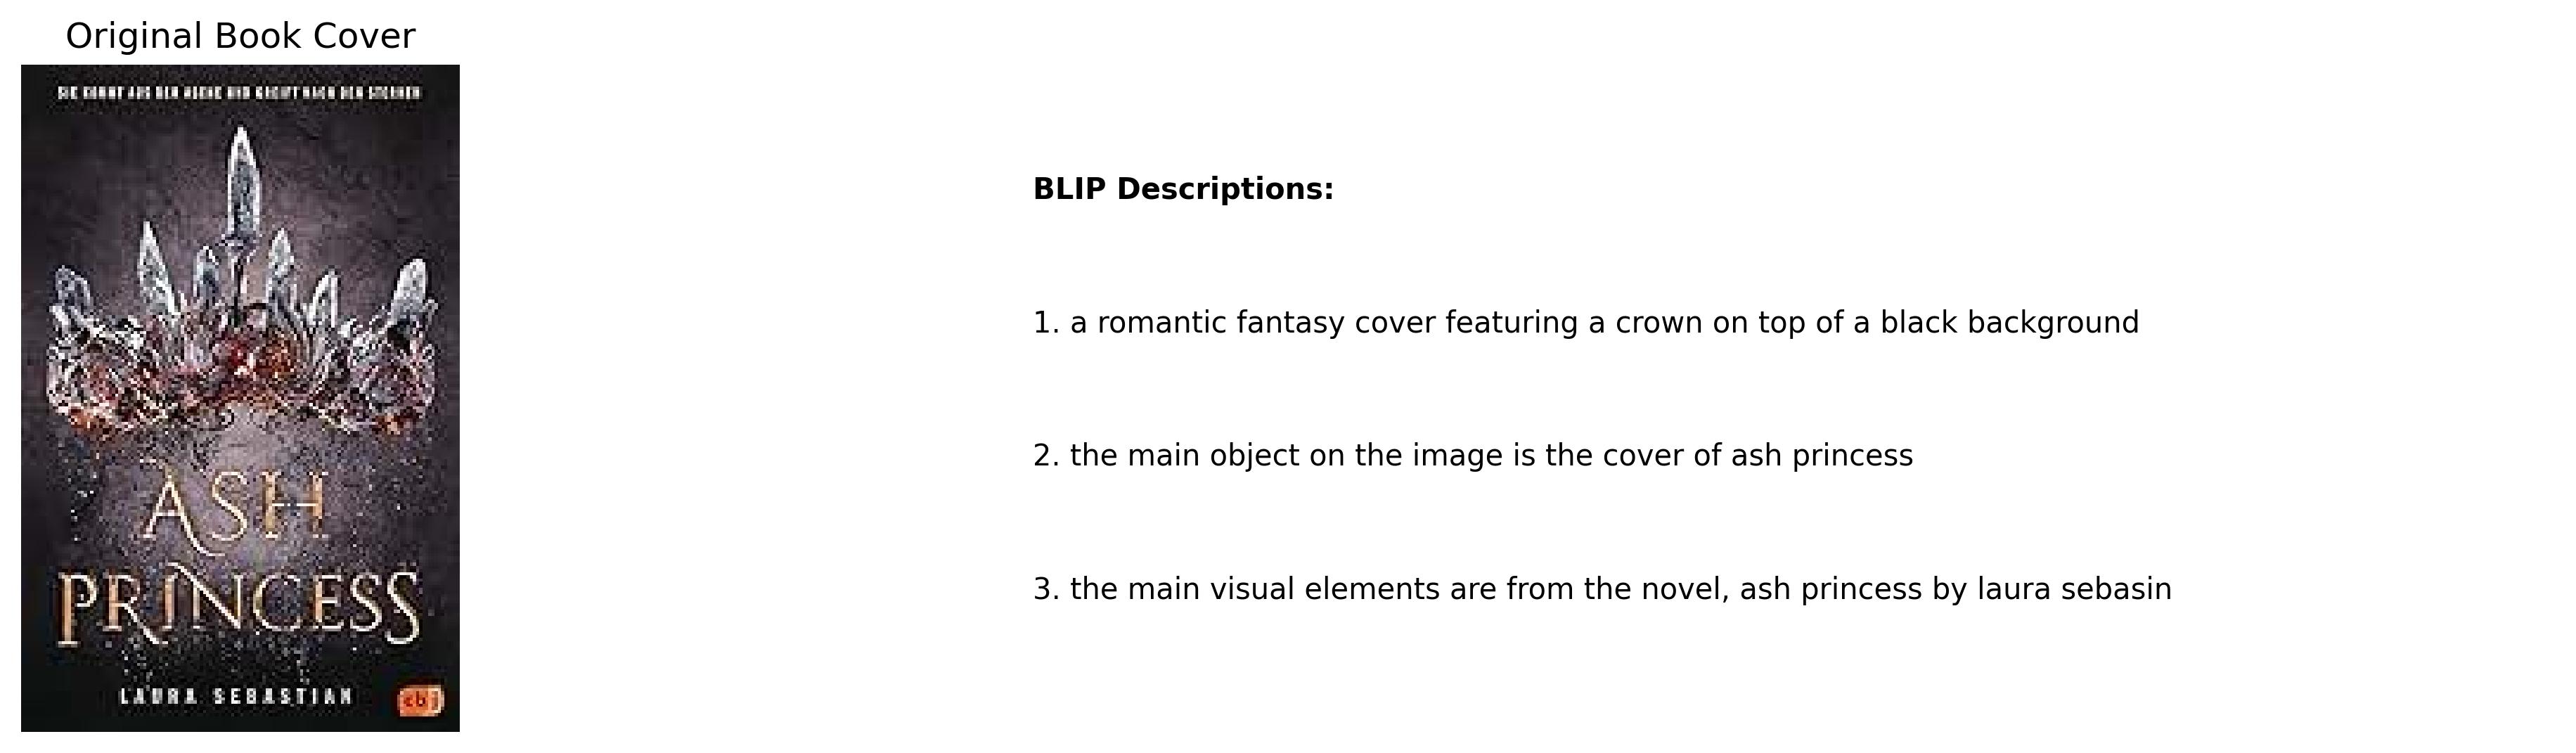 Original Book Cover
SIE KOMMT AUS DER ASCHE UND GREIFT NACH DEN STERNEN
ASH
PRINCESS
LAURA SEBASTIAN
cbj
BLIP Descriptions:
1. a romantic fantasy cover featuring a crown on top of a black background
2. the main object on the image is the cover of ash princess
3. the main visual elements are from the novel, ash princess by laura sebasin